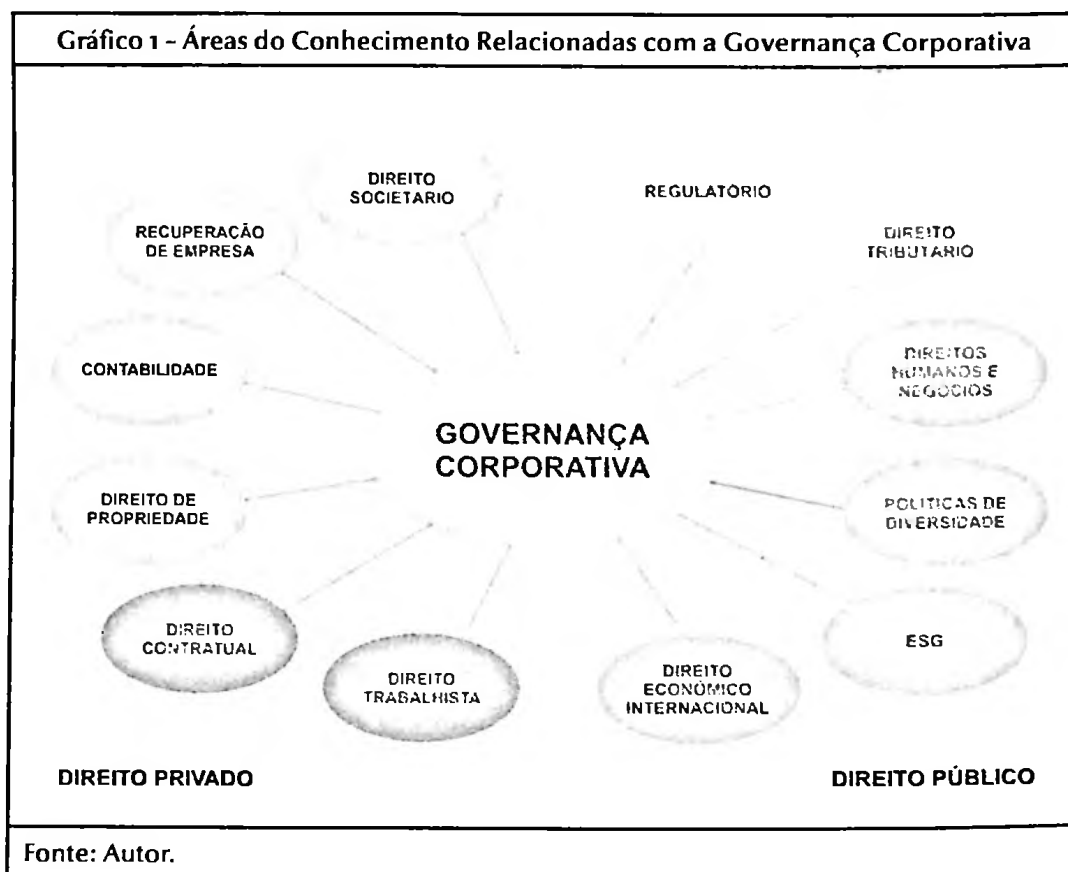 Gráfico 1 - Áreas do Conhecimento Relacionadas com a Governança Corporativa
DIREITO
SOCIETARIO
REGULATÓRIO
RECUPERAÇÃO
DE EMPRESA
DIREITO
TRIBUTARIO
CONTABILIDADE
DIREITOS
HUMANOS E
NEGÓCIOS
GOVERNANÇA
CORPORATIVA
DIREITO DE
PROPRIEDADE
POLITICAS DE
DIVERSIDADE
DIREITO
CONTRATUAL
DIREITO
TRABALHISTA
DIREITO
ECONÔMICO
INTERNACIONAL
ESG
DIREITO PRIVADO
DIREITO PÚBLICO
Fonte: Autor.